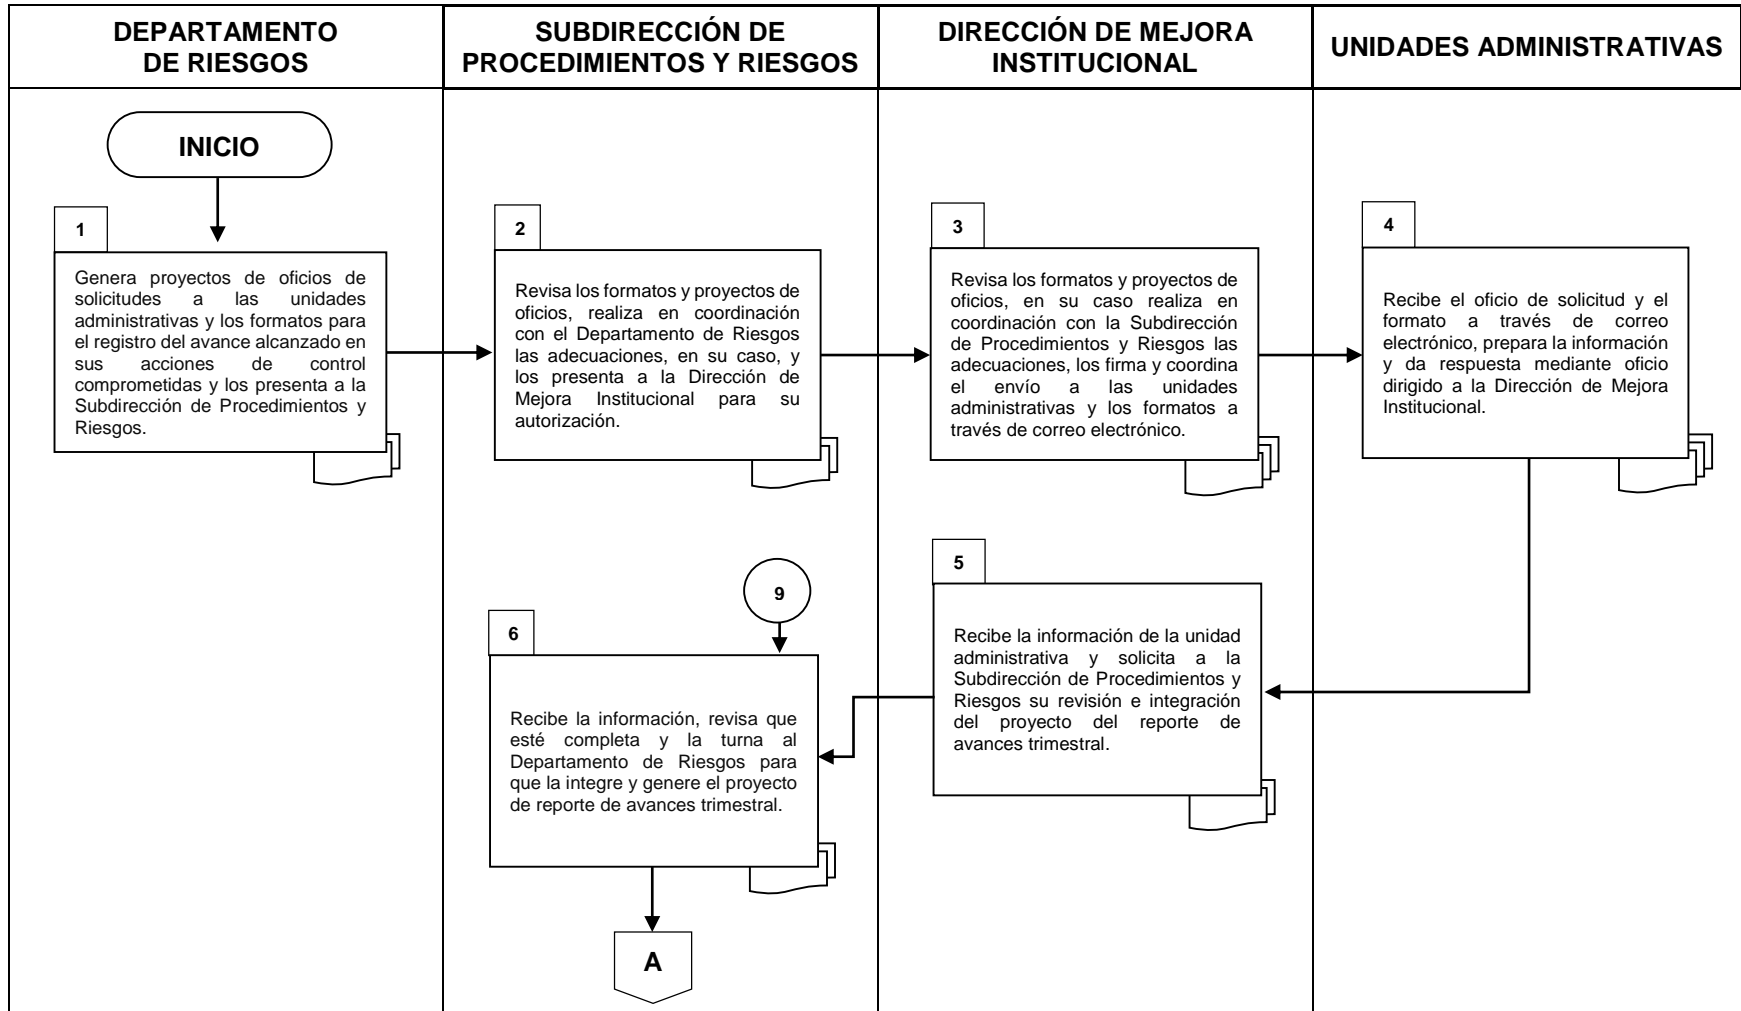 DEPARTAMENTO
DE RIESGOS
SUBDIRECCIÓN DE
PROCEDIMIENTOS Y RIESGOS
DIRECCIÓN DE MEJORA
INSTITUCIONAL
UNIDADES ADMINISTRATIVAS
INICIO
1
Genera proyectos de oficios de
solicitudes a las unidades
administrativas y los formatos para
el registro del avance alcanzado en
sus acciones de control
comprometidas y los presenta a la
Subdirección de Procedimientos y
Riesgos.
2
Revisa los formatos y proyectos de
oficios, realiza en coordinación
con el Departamento de Riesgos
las adecuaciones, en su caso, y
los presenta a la Dirección de
Mejora Institucional para su
autorización.
3
Revisa los formatos y proyectos de
oficios, en su caso realiza en
coordinación con la Subdirección
de Procedimientos y Riesgos las
adecuaciones, los firma y coordina
el envío a las unidades
administrativas y los formatos a
través de correo electrónico.
4
Recibe el oficio de solicitud y el
formato a través de correo
electrónico, prepara la información
y da respuesta mediante oficio
dirigido a la Dirección de Mejora
Institucional.
5
Recibe la información de la unidad
administrativa y solicita a la
Subdirección de Procedimientos y
Riesgos su revisión e integración
del proyecto del reporte de
avances trimestral.
9
6
Recibe la información, revisa que
esté completa y la turna al
Departamento de Riesgos para
que la integre y genere el proyecto
de reporte de avances trimestral.
A